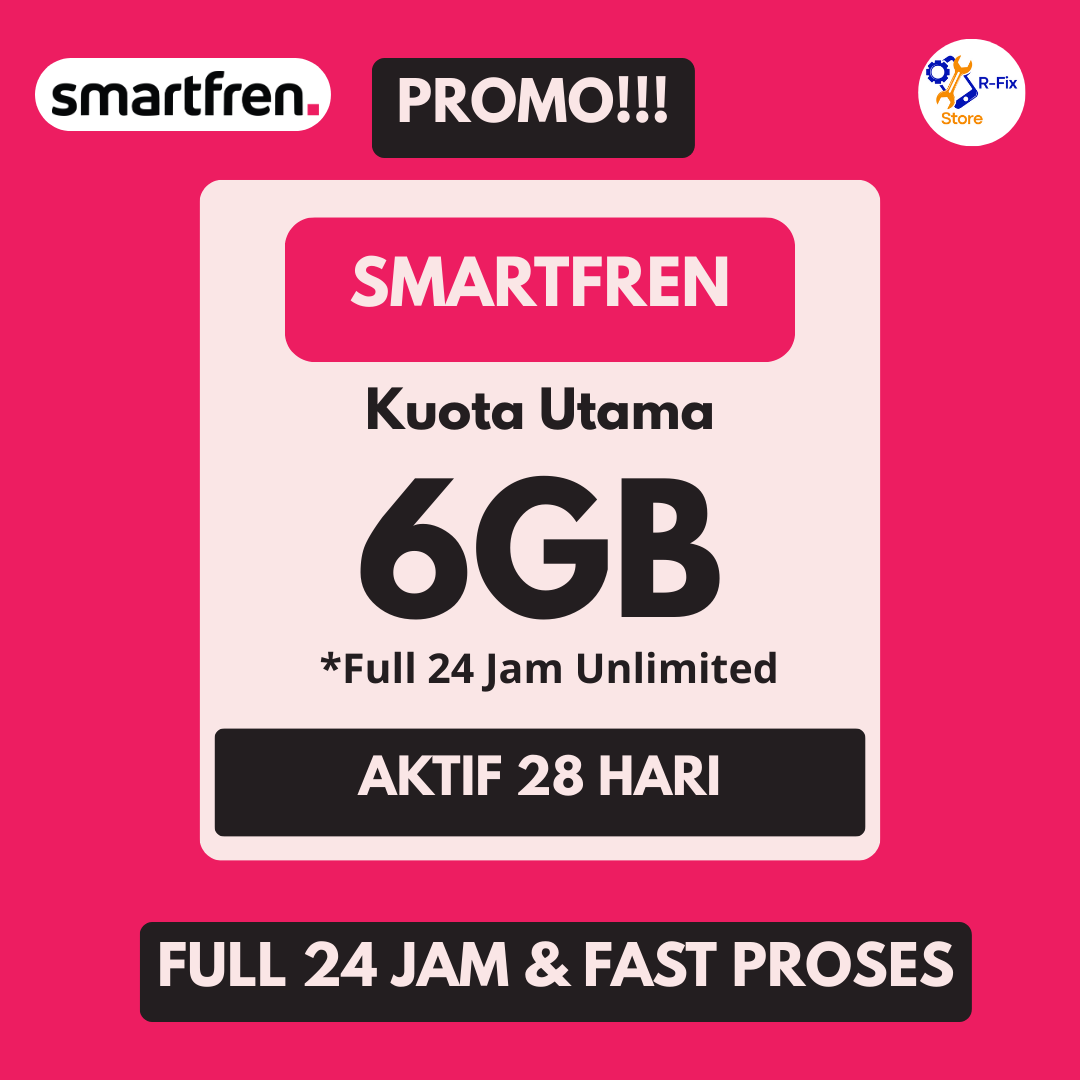 smartfren.
PROMO!!!
R-Fix
Store
SMARTFREN
Kuota Utama
6GB
*Full 24 Jam Unlimited
AKTIF 28 HARI
FULL 24 JAM & FAST PROSES